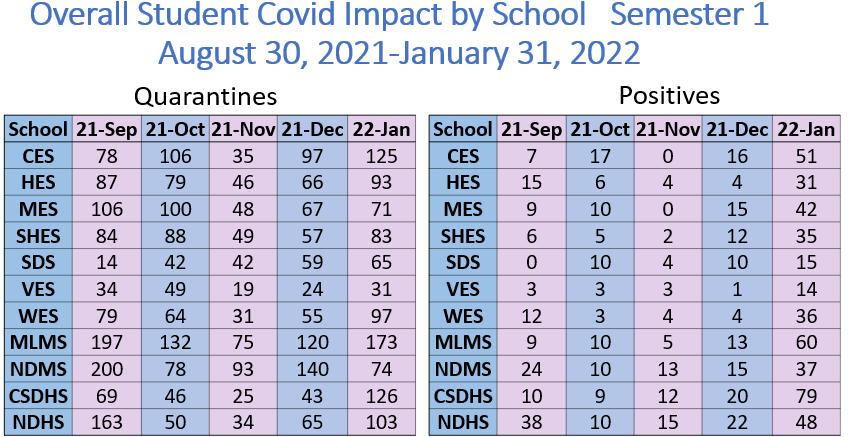 Overall Student Covid Impact by School Semester 1
August 30, 2021-January 31, 2022
Quarantines
School 21-Sep 21-Oct 21-Nov 21-Dec 22-Jan
CES 78 106 35 97 125
HES 87 79 46 66 93
MES 106 100 48 67 71
SHES 84 88 49 57 83
SDS 14 42 42 59 65
VES 34 49 19 24 31
WES 79 64 31 55 97
MLMS 197 132 75 120 173
NDMS 200 78 93 140 74
CSDHS 69 46 25 43 126
NDHS 163 50 34 65 103
Positives
School 21-Sep 21-Oct 21-Nov 21-Dec 22-Jan
CES 7 17 0 16 51
HES 15 6 4 4 31
MES 9 10 0 15 42
SHES 6 5 2 12 35
SDS 0 10 4 10 15
VES 3 3 3 1 14
WES 12 3 4 4 36
MLMS 9 10 5 13 60
NDMS 24 10 13 15 37
CSDHS 10 9 12 20 79
NDHS 38 10 15 22 48